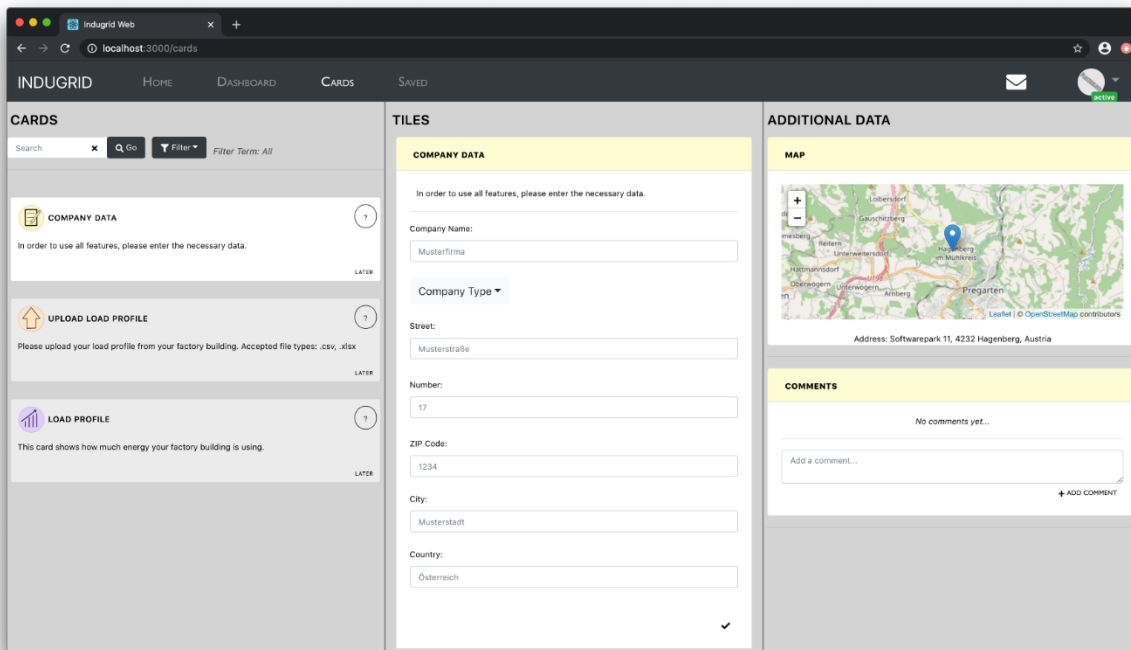 Indugrid Web
localhost:3000/cards
INDUGRID HOME DASHBOARD CARDS SAVED
active
CARDS
Search Go Filter Filter Term: All
COMPANY DATA ?
In order to use all features, please enter the necessary data.
LATER
UPLOAD LOAD PROFILE ?
Please upload your load profile from your factory building. Accepted file types: .csv, .xlsx
LATER
LOAD PROFILE ?
This card shows how much energy your factory building is using.
LATER
TILES
COMPANY DATA
In order to use all features, please enter the necessary data.
Company Name:
Musterfirma
Company Type
Street:
Musterstraße
Number:
17
ZIP Code:
1234
City:
Musterstadt
Country:
Österreich
ADDITIONAL DATA
MAP
+
−
Loibersdorf
Gauschitzberg
Reitern
Unterweitersdorf
Hagenberg
im Mühlkreis
Hattmannsdorf
Oberwögern
Unterwögern
Arnberg
Pregarten
Leaflet | © OpenStreetMap contributors
Address: Softwarepark 11, 4232 Hagenberg, Austria
COMMENTS
No comments yet...
Add a comment...
+ ADD COMMENT